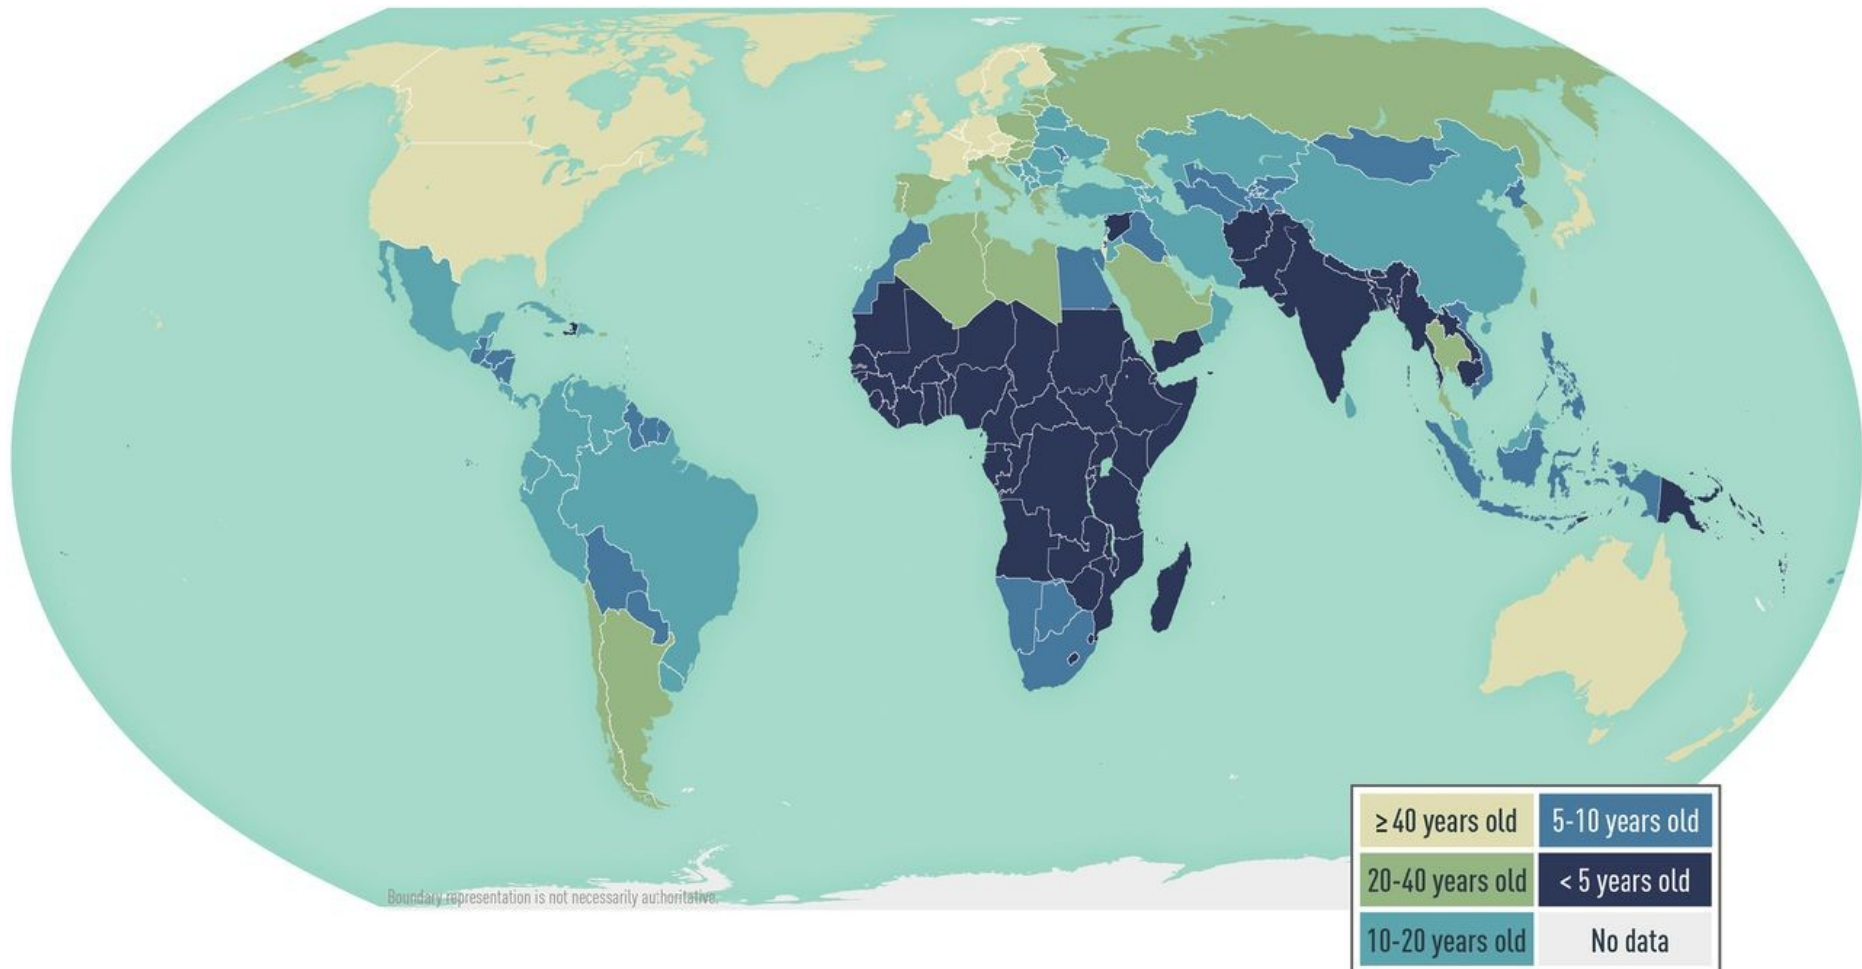 ≥ 40 years old
5-10 years old
20-40 years old
< 5 years old
10-20 years old
No data
Boundary representation is not necessarily authoritative.